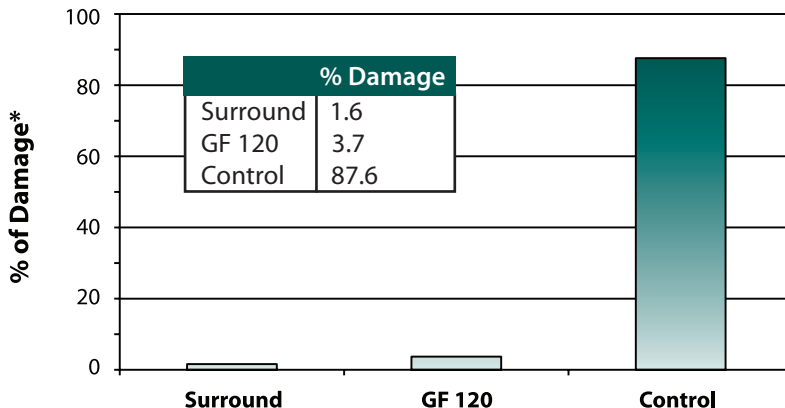 100
80
60
40
20
0
% of Damage*
% Damage
Surround 1.6
GF 120 3.7
Control 87.6
Surround GF 120 Control